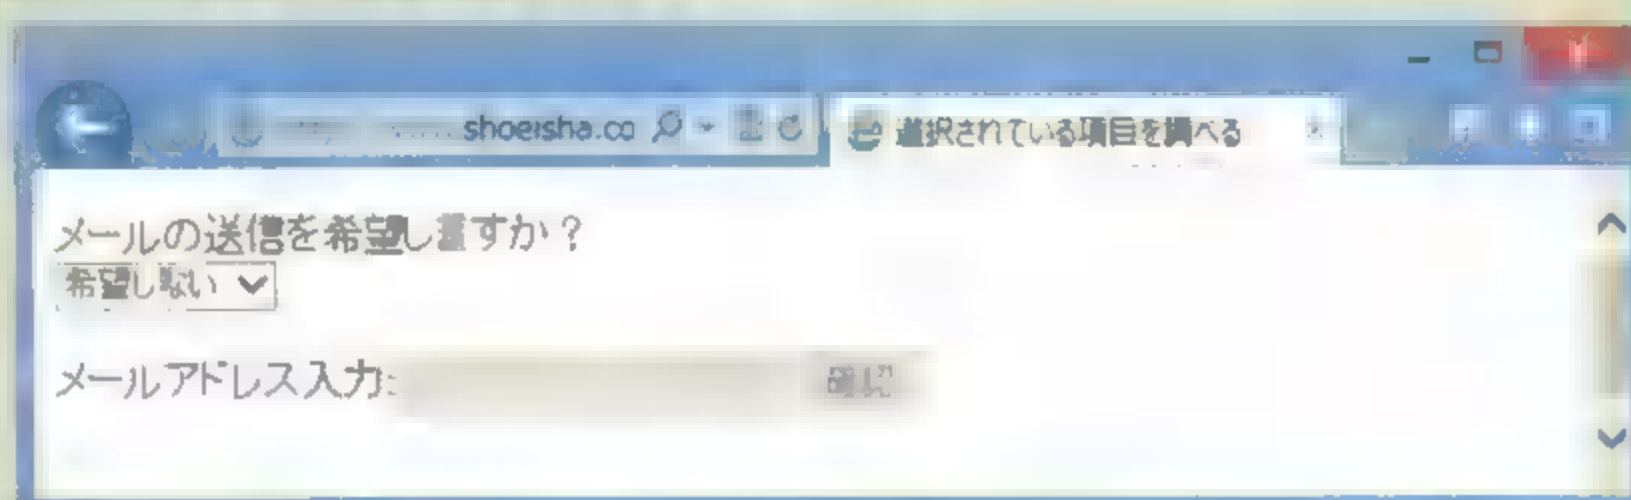 shoeisha.co
選択されている項目を調べる
メールの送信を希望しますか？
希望しない
メールアドレス入力: